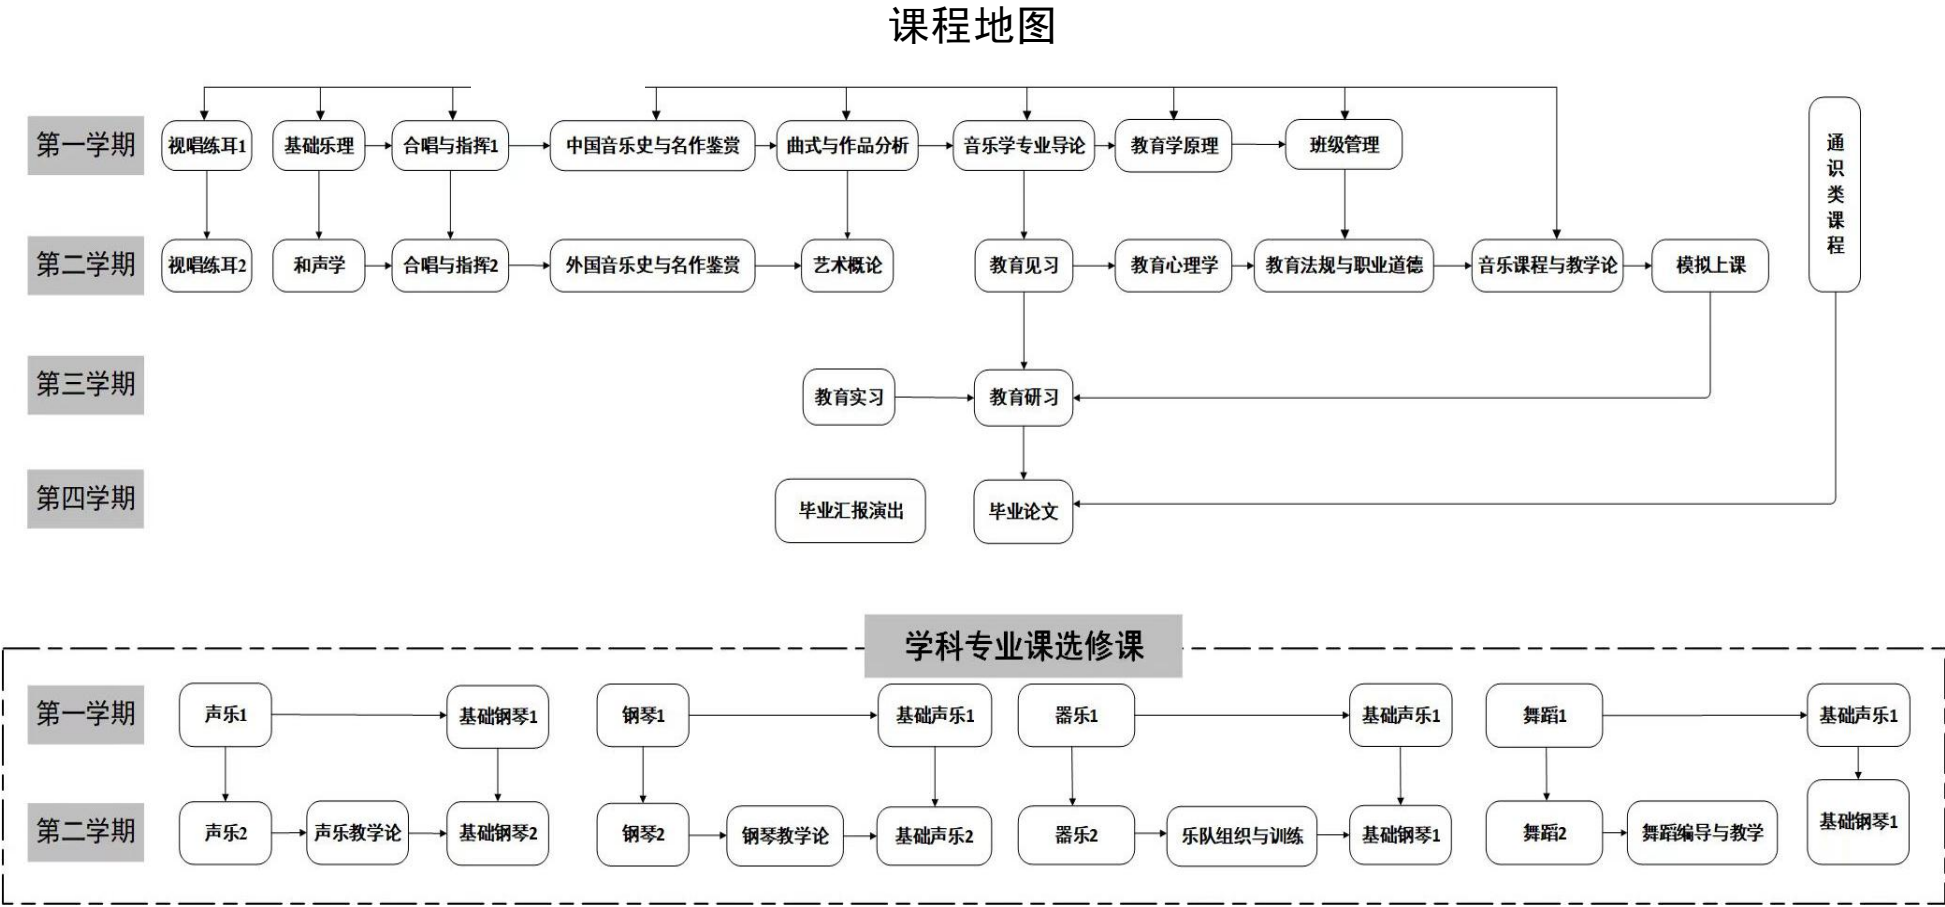 课程地图
第一学期
视唱练耳1
基础乐理
合唱与指挥1
中国音乐史与名作鉴赏
曲式与作品分析
音乐学专业导论
教育学原理
班级管理
通识类课程
第二学期
视唱练耳2
和声学
合唱与指挥2
外国音乐史与名作鉴赏
艺术概论
教育见习
教育心理学
教育法规与职业道德
音乐课程与教学论
模拟上课
第三学期
教育实习
教育研习
第四学期
毕业汇报演出
毕业论文
学科专业课选修课
第一学期
声乐1
基础钢琴1
钢琴1
基础声乐1
器乐1
基础声乐1
舞蹈1
基础声乐1
第二学期
声乐2
声乐教学论
基础钢琴2
钢琴2
钢琴教学论
基础声乐2
器乐2
乐队组织与训练
基础钢琴1
舞蹈2
舞蹈编导与教学
基础钢琴1